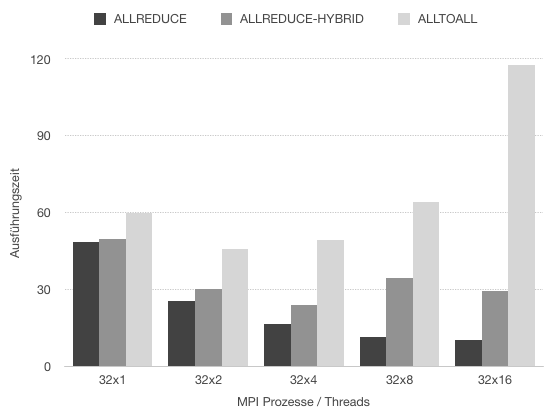 ALLREDUCE ALLREDUCE-HYBRID ALLTOALL
120
90
60
30
0
Ausführungszeit
32x1 32x2 32x4 32x8 32x16
MPI Prozesse / Threads